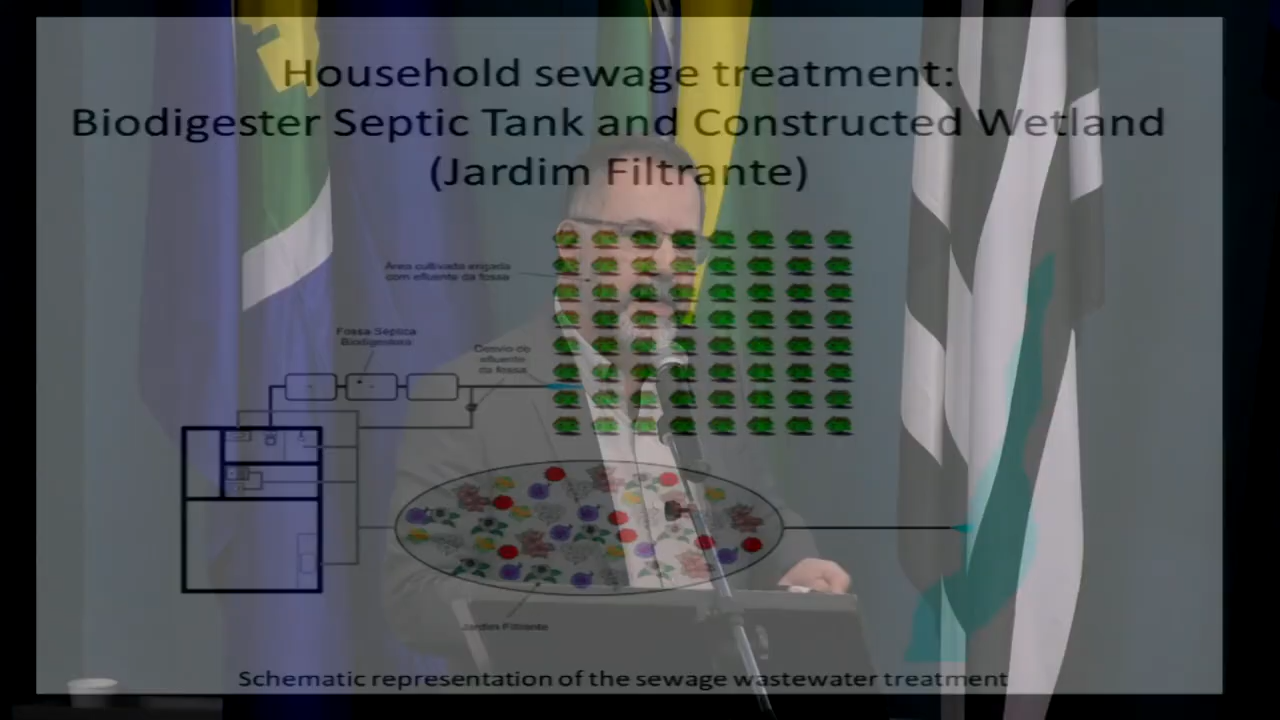 Household sewage treatment:
Biodigester Septic Tank and Constructed Wetland
(Jardim Filtrante)
Área cultivada irrigada
com efluente da fossa
Fossa Séptica
Biodigestora
Desvio do
efluente
da fossa
Jardim Filtrante
Schematic representation of the sewage wastewater treatment